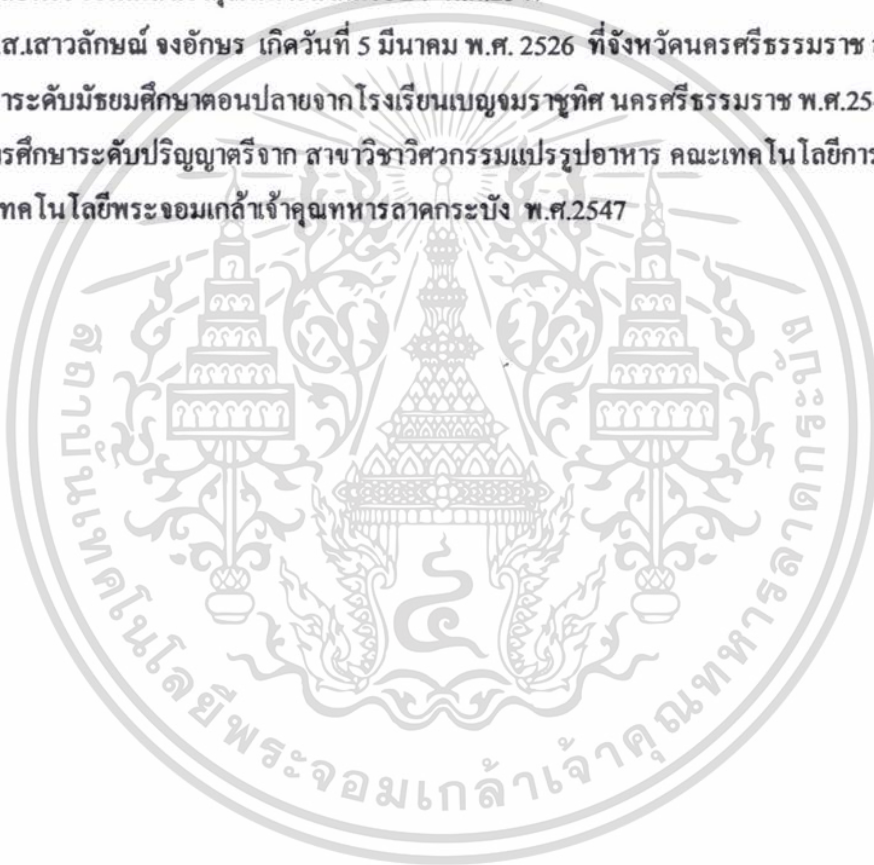 ส.เสาวลักษณ์ จงอักษร เกิดวันที่ 5 มีนาคม พ.ศ. 2526 ที่จังหวัดนครศรีธรรมราช
าระดับมัธยมศึกษาตอนปลายจากโรงเรียนเบญจมราชูทิศ นครศรีธรรมราช พ.ศ.25
รศึกษาระดับปริญญาตรีจาก สาขาวิชาวิศวกรรมแปรรูปอาหาร คณะเทคโนโลยีการ
ทคโนโลยีพระจอมเกล้าเจ้าคุณทหารลาดกระบัง พ.ศ.2547
สถาบันเทคโนโลยีพระจอมเกล้าเจ้าคุณทหารลาดกระบัง
๔